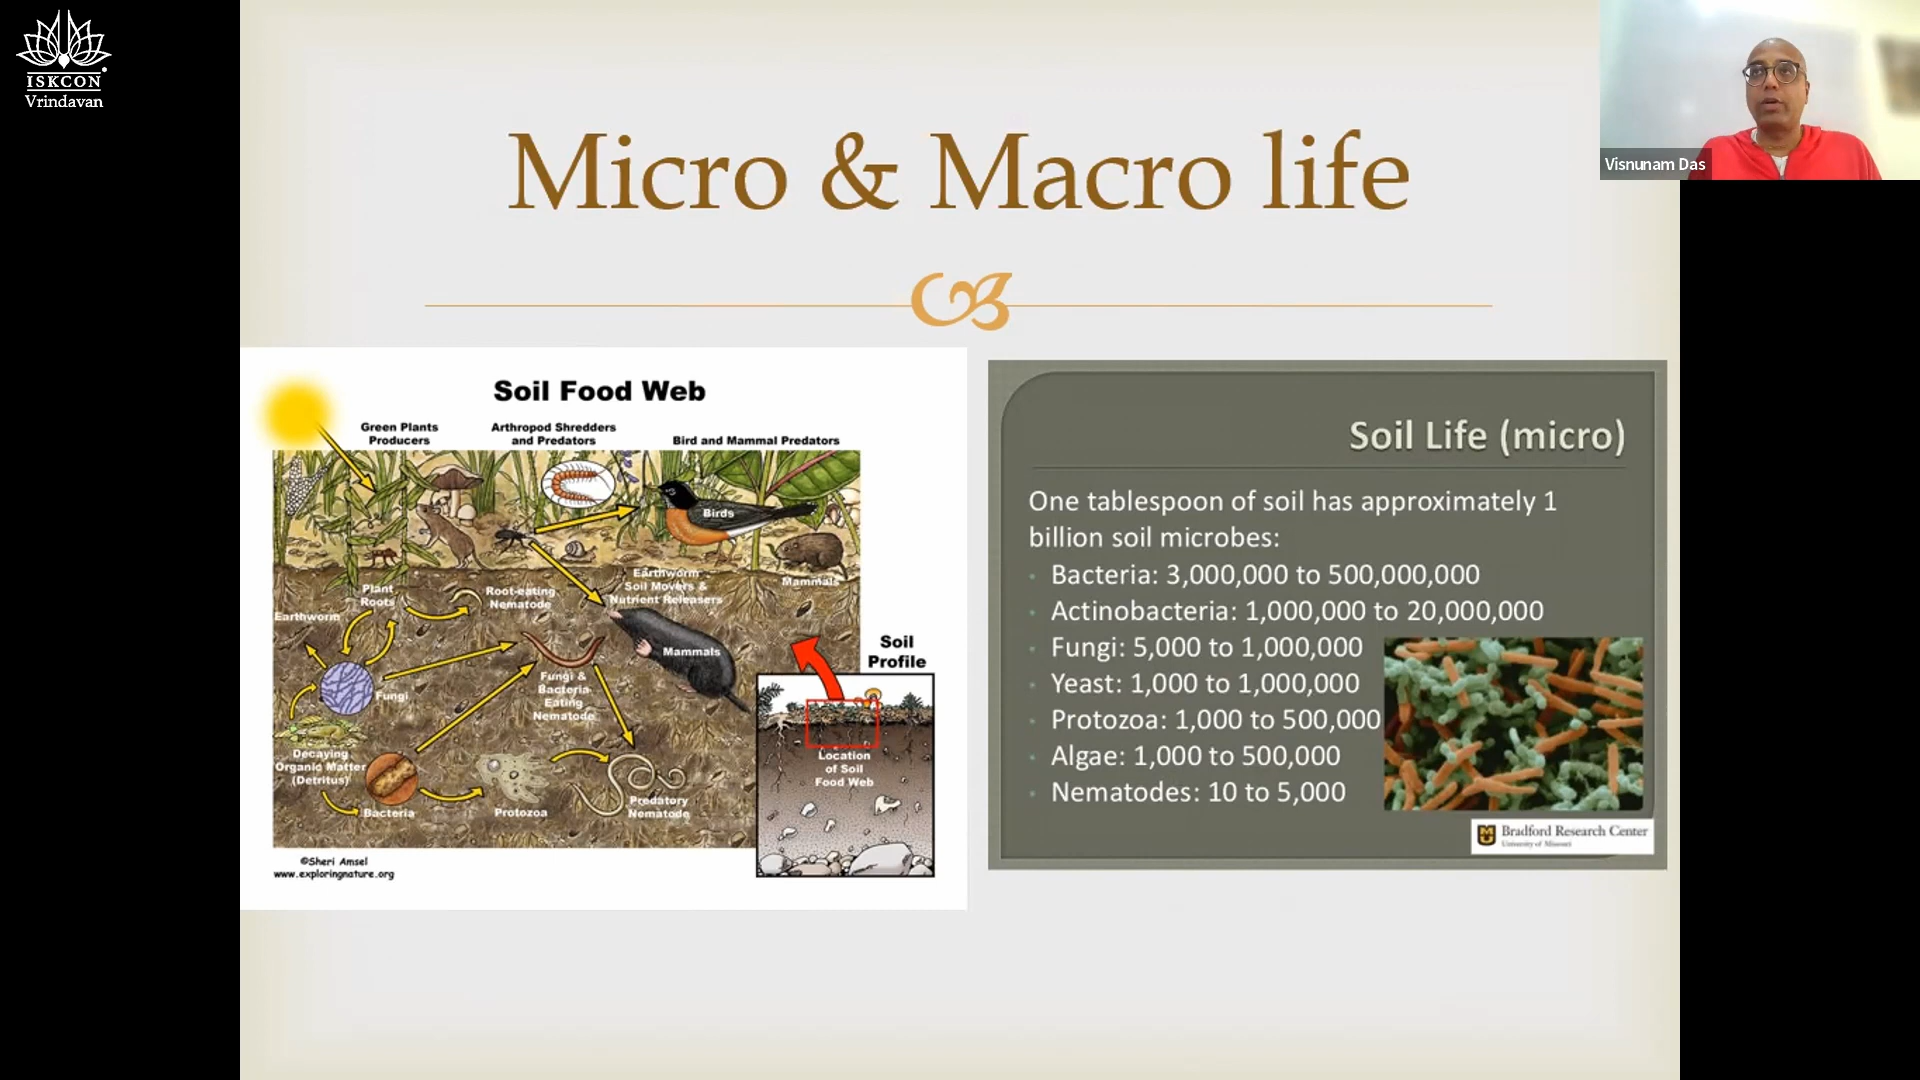 ISKCON
Vrindavan
Visnunam Das
Micro & Macro life
Soil Food Web
Green Plants
Producers
Arthropod Shredders
and Predators
Bird and Mammal Predators
Birds
Mammals
Earthworm
Soil Movers &
Nutrient Releasers
Plant
Roots
Root-eating
Nematode
Earthworm
Mammals
Fungi
Fungi &
Bacteria
Eating
Nematode
Decaying
Organic Matter
(Detritus)
Bacteria
Protozoa
Predatory
Nematode
Soil
Profile
Location
of Soil
Food Web
©Sheri Amsel
www.exploringnature.org
Soil Life (micro)
One tablespoon of soil has approximately 1
billion soil microbes:
Bacteria: 3,000,000 to 500,000,000
Actinobacteria: 1,000,000 to 20,000,000
Fungi: 5,000 to 1,000,000
Yeast: 1,000 to 1,000,000
Protozoa: 1,000 to 500,000
Algae: 1,000 to 500,000
Nematodes: 10 to 5,000
Bradford Research Center
University of Missouri